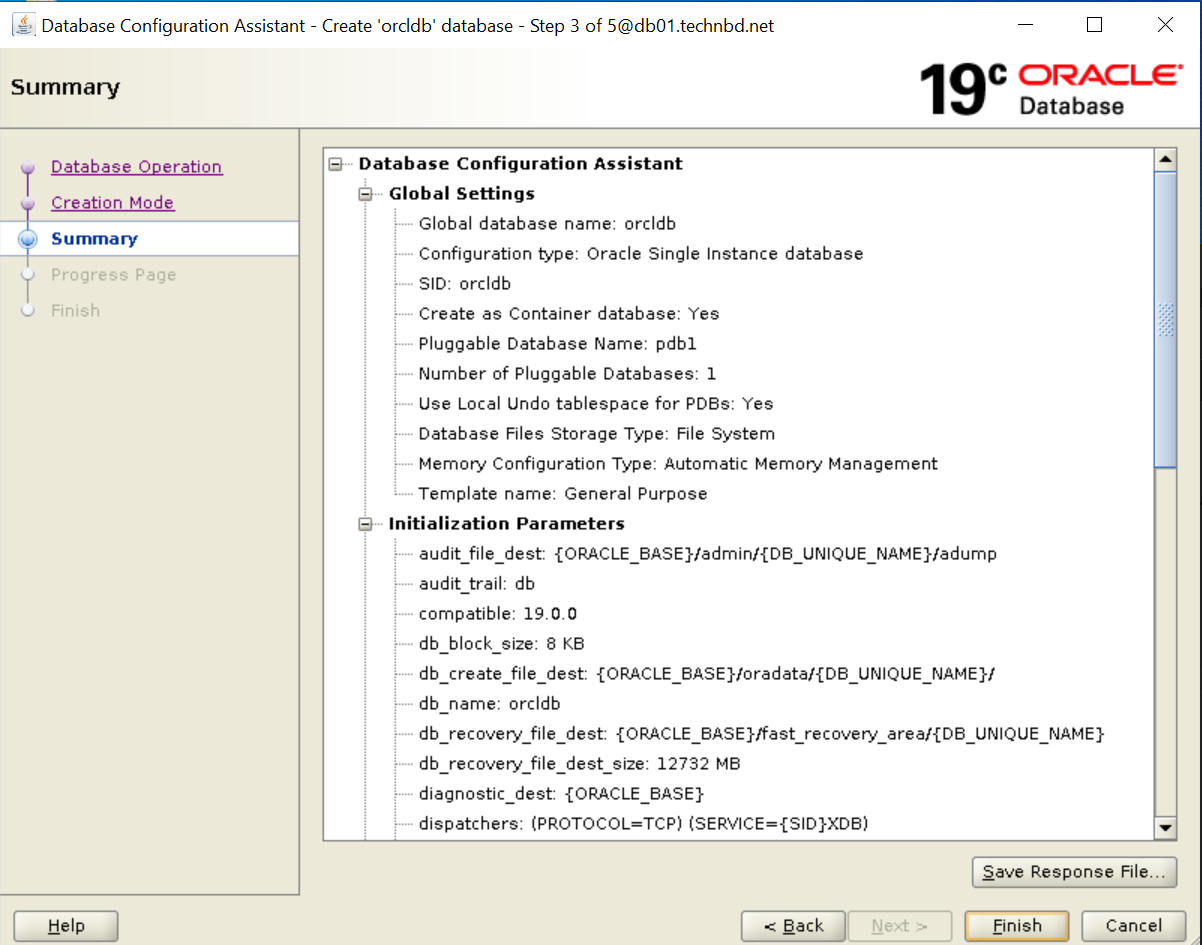 Database Configuration Assistant - Create 'orcldb' database - Step 3 of 5@db01.technbd.net
Summary
19c ORACLE
Database
Database Operation
Creation Mode
Summary
Progress Page
Finish
Database Configuration Assistant
Global Settings
Global database name: orcldb
Configuration type: Oracle Single Instance database
SID: orcldb
Create as Container database: Yes
Pluggable Database Name: pdb1
Number of Pluggable Databases: 1
Use Local Undo tablespace for PDBs: Yes
Database Files Storage Type: File System
Memory Configuration Type: Automatic Memory Management
Template name: General Purpose
Initialization Parameters
audit_file_dest: {ORACLE_BASE}/admin/{DB_UNIQUE_NAME}/adump
audit_trail: db
compatible: 19.0.0
db_block_size: 8 KB
db_create_file_dest: {ORACLE_BASE}/oradata/{DB_UNIQUE_NAME}/
db_name: orcldb
db_recovery_file_dest: {ORACLE_BASE}/fast_recovery_area/{DB_UNIQUE_NAME}
db_recovery_file_dest_size: 12732 MB
diagnostic_dest: {ORACLE_BASE}
dispatchers: (PROTOCOL=TCP) (SERVICE={SID}XDB)
Save Response File...
Help
< Back
Next >
Finish
Cancel